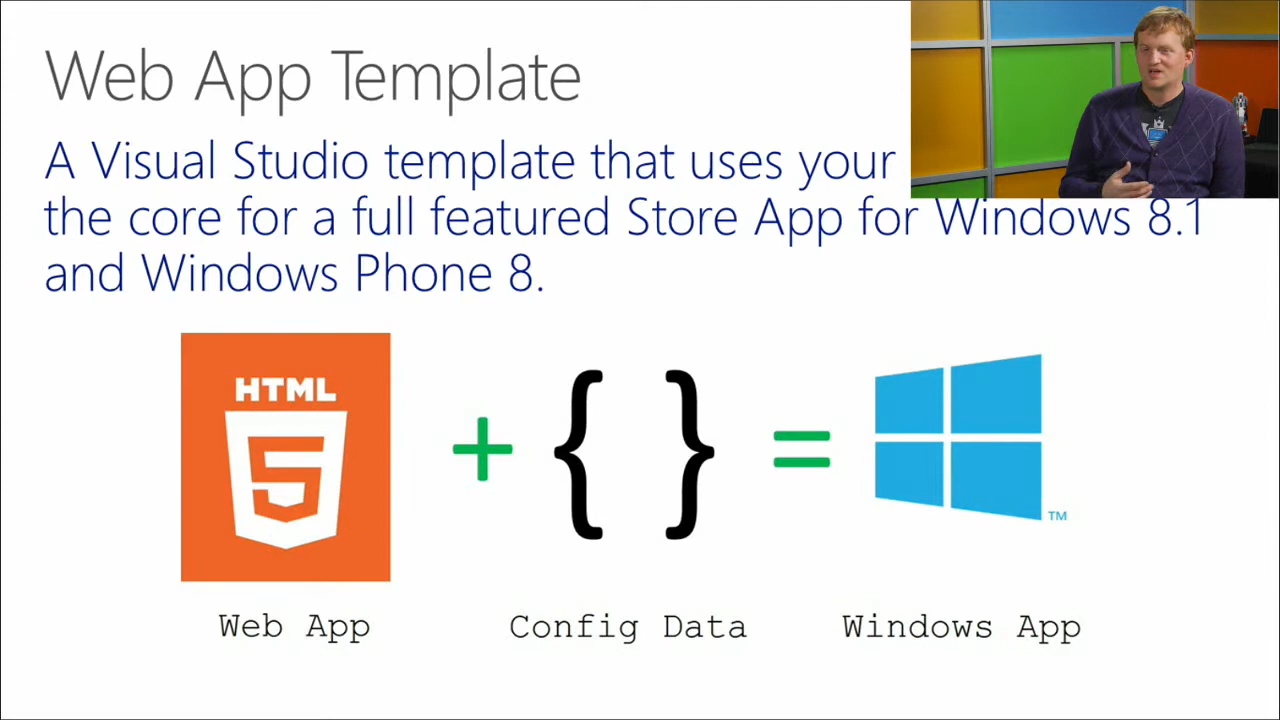 Web App Template
A Visual Studio template that uses your
the core for a full featured Store App for Windows 8.1
and Windows Phone 8.
HTML
5
+ { } = TM
Web App Config Data Windows App